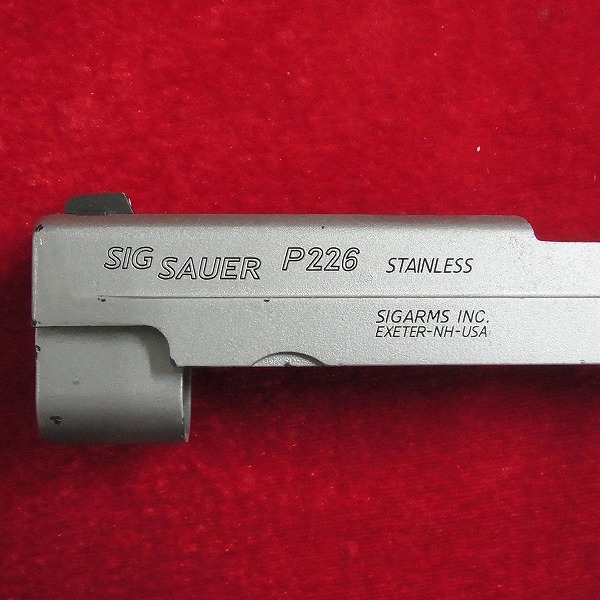 SIG SAUER P226 STAINLESS
SIGARMS INC.
EXETER-NH-USA